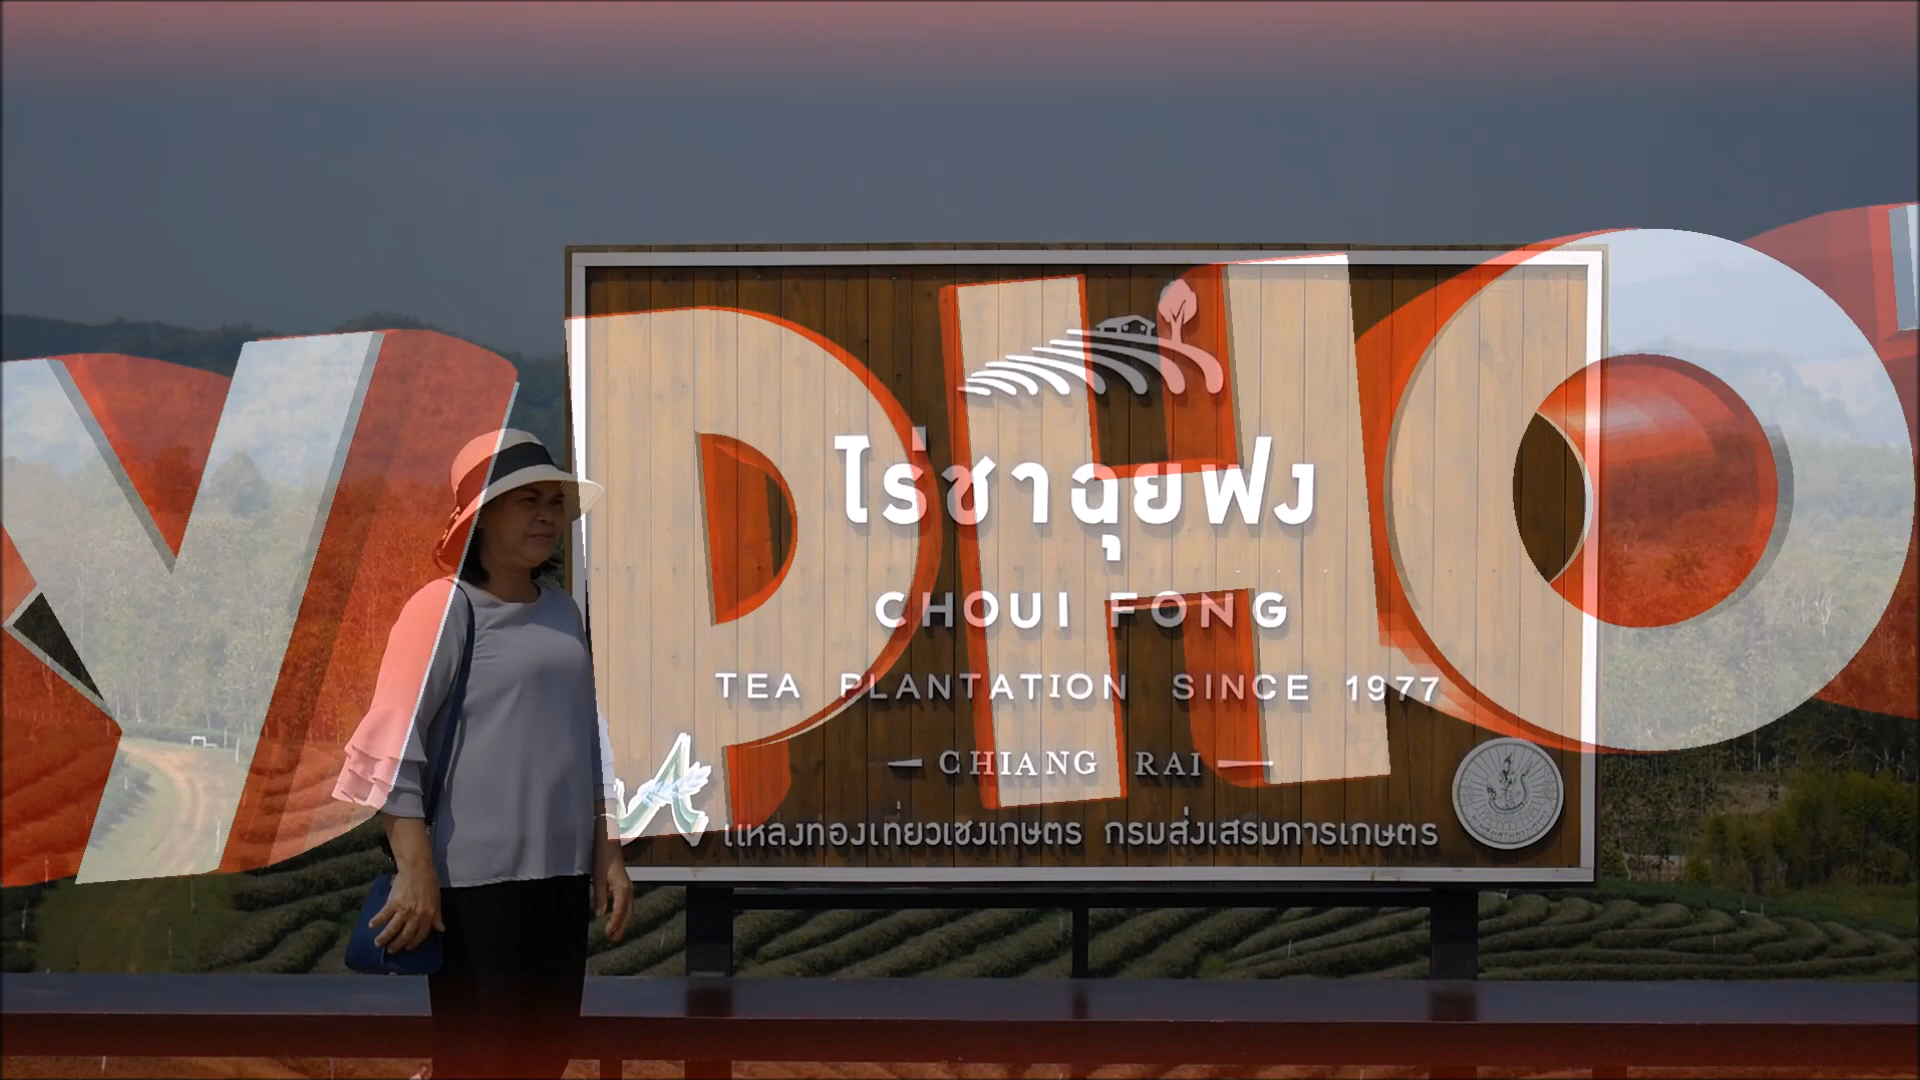 Y PHO
ไร่ชาฉุยฟง
CHOUI FONG
TEA PLANTATION SINCE 1977
CHIANG RAI
แหล่งท่องเที่ยวเชิงเกษตร กรมส่งเสริมการเกษตร